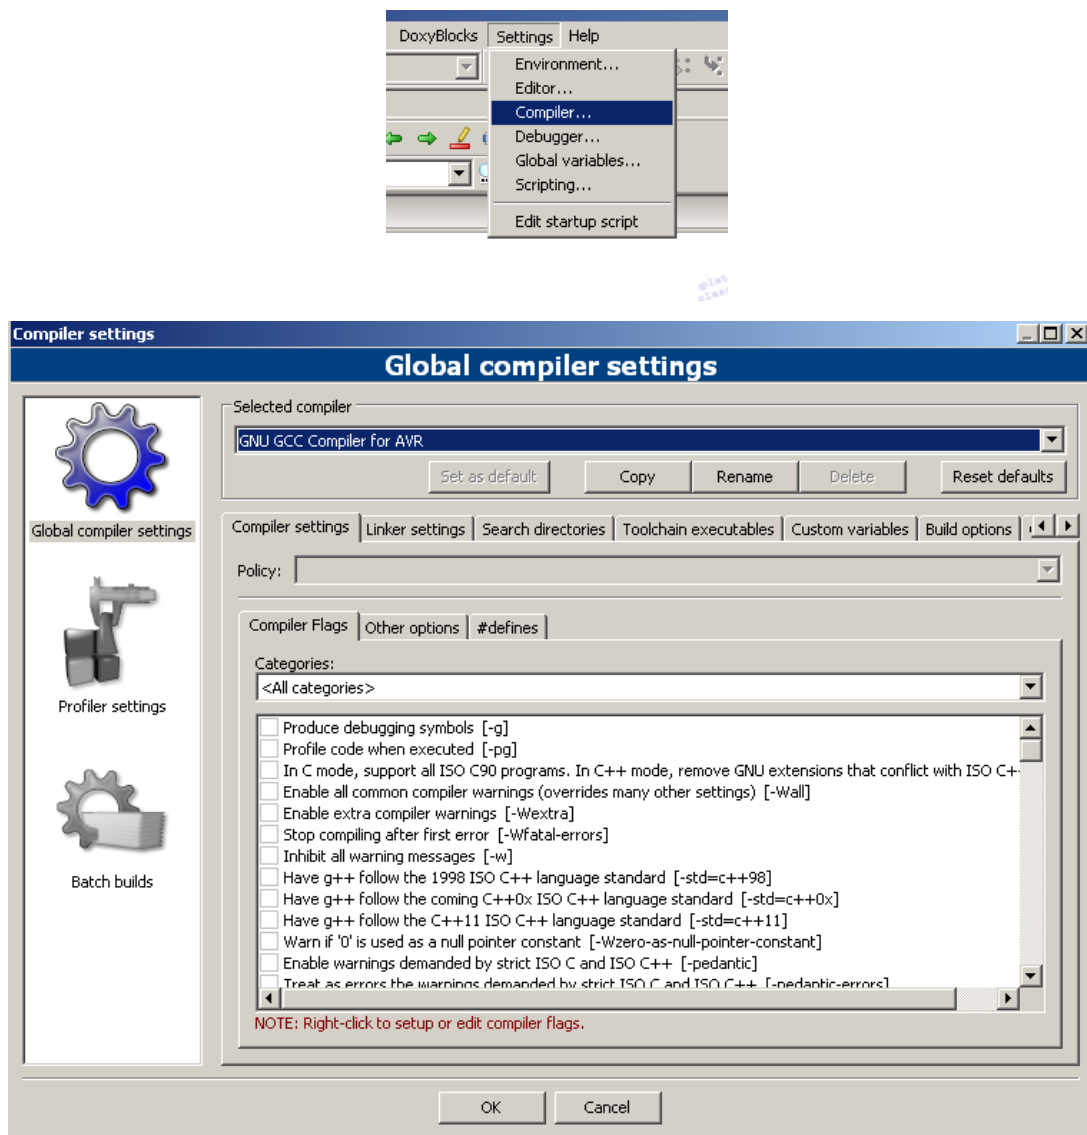 DoxyBlocks Settings Help
Environment...
Editor...
Compiler...
Debugger...
Global variables...
Scripting...
Edit startup script
plat
class
Compiler settings
Global compiler settings
Selected compiler
GNU GCC Compiler for AVR
Set as default Copy Rename Delete Reset defaults
Global compiler settings
Profiler settings
Batch builds
Compiler settings Linker settings Search directories Toolchain executables Custom variables Build options
Policy:
Compiler Flags Other options #defines
Categories:
<All categories>
Produce debugging symbols [-g]
Profile code when executed [-pg]
In C mode, support all ISO C90 programs. In C++ mode, remove GNU extensions that conflict with ISO C+
Enable all common compiler warnings (overrides many other settings) [-Wall]
Enable extra compiler warnings [-Wextra]
Stop compiling after first error [-Wfatal-errors]
Inhibit all warning messages [-w]
Have g++ follow the 1998 ISO C++ language standard [-std=c++98]
Have g++ follow the coming C++0x ISO C++ language standard [-std=c++0x]
Have g++ follow the C++11 ISO C++ language standard [-std=c++11]
Warn if '0' is used as a null pointer constant [-Wzero-as-null-pointer-constant]
Enable warnings demanded by strict ISO C and ISO C++ [-pedantic]
Treat as errors the warnings demanded by strict ISO C and ISO C++ [-pedantic-errors]
NOTE: Right-click to setup or edit compiler flags.
OK Cancel